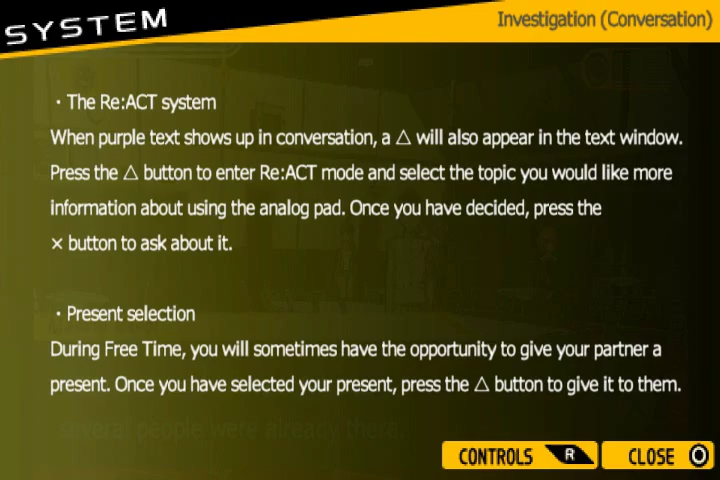 SYSTEM
Investigation (Conversation)
・The Re:ACT system
When purple text shows up in conversation, a △ will also appear in the text window.
Press the △ button to enter Re:ACT mode and select the topic you would like more
information about using the analog pad. Once you have decided, press the
× button to ask about it.
・Present selection
During Free Time, you will sometimes have the opportunity to give your partner a
present. Once you have selected your present, press the △ button to give it to them.
several people were already there.
CONTROLS R CLOSE O